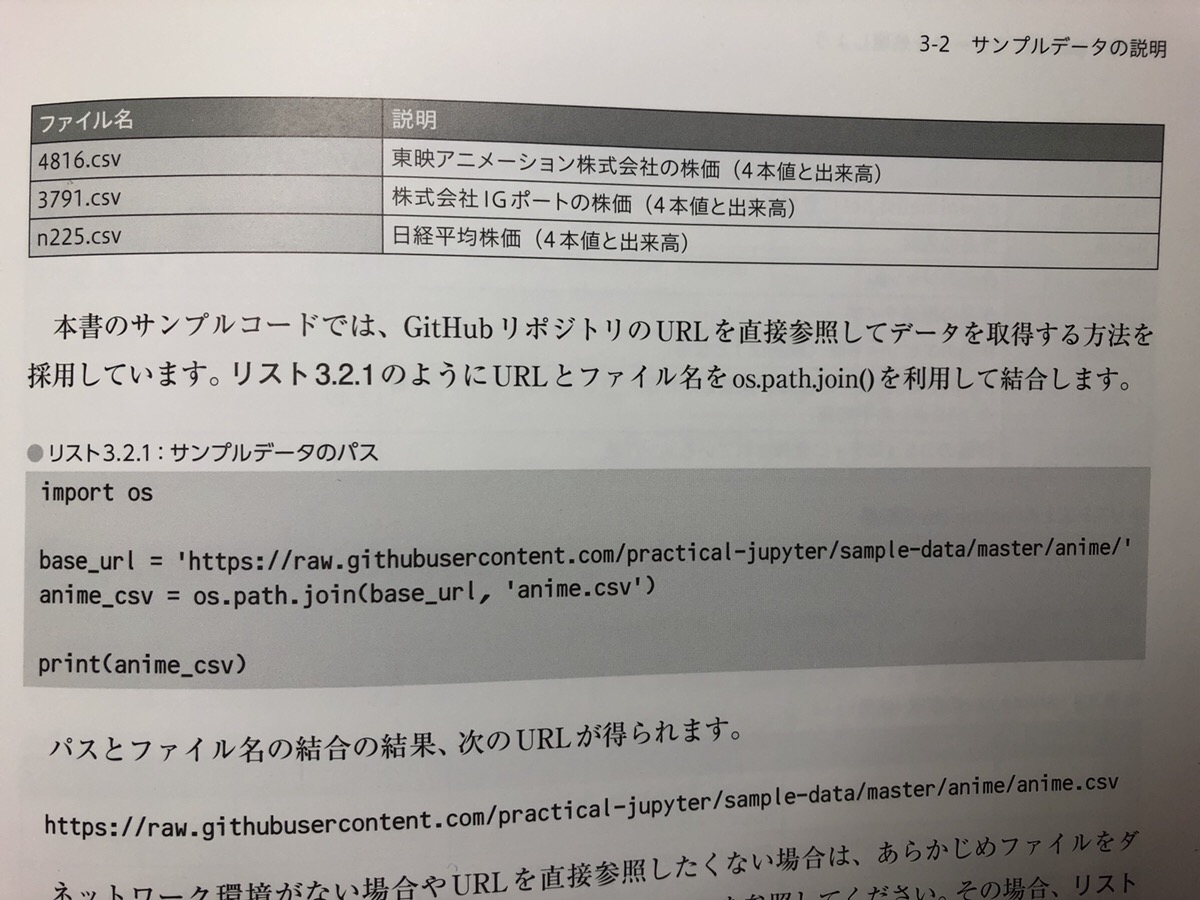 3-2 サンプルデータの説明
ファイル名 説明
4816.csv 東映アニメーション株式会社の株価（4本値と出来高）
3791.csv 株式会社IGポートの株価（4本値と出来高）
n225.csv 日経平均株価（4本値と出来高）
本書のサンプルコードでは、GitHubリポジトリのURLを直接参照してデータを取得する方法を
採用しています。リスト3.2.1のようにURLとファイル名をos.path.join()を利用して結合します。
●リスト3.2.1：サンプルデータのパス
import os
base_url = 'https://raw.githubusercontent.com/practical-jupyter/sample-data/master/anime/'
anime_csv = os.path.join(base_url, 'anime.csv')
print(anime_csv)
パスとファイル名の結合の結果、次のURLが得られます。
https://raw.githubusercontent.com/practical-jupyter/sample-data/master/anime/anime.csv
ネットワーク環境がない場合やURLを直接参照したくない場合は、あらかじめファイルをダ
参照してください。その場合、リスト